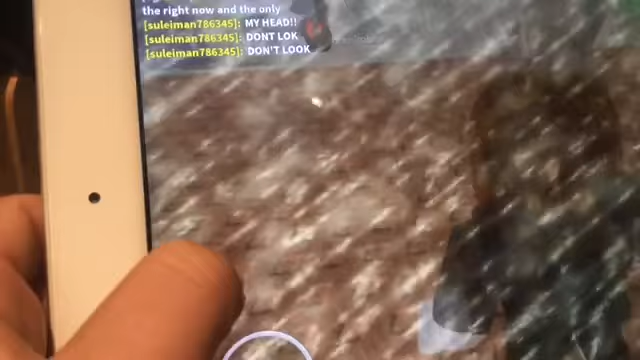 the right now and the only
[suleiman786345]: MY HEAD!!
[suleiman786345]: DONT LOK
[suleiman786345]: DON'T LOOK